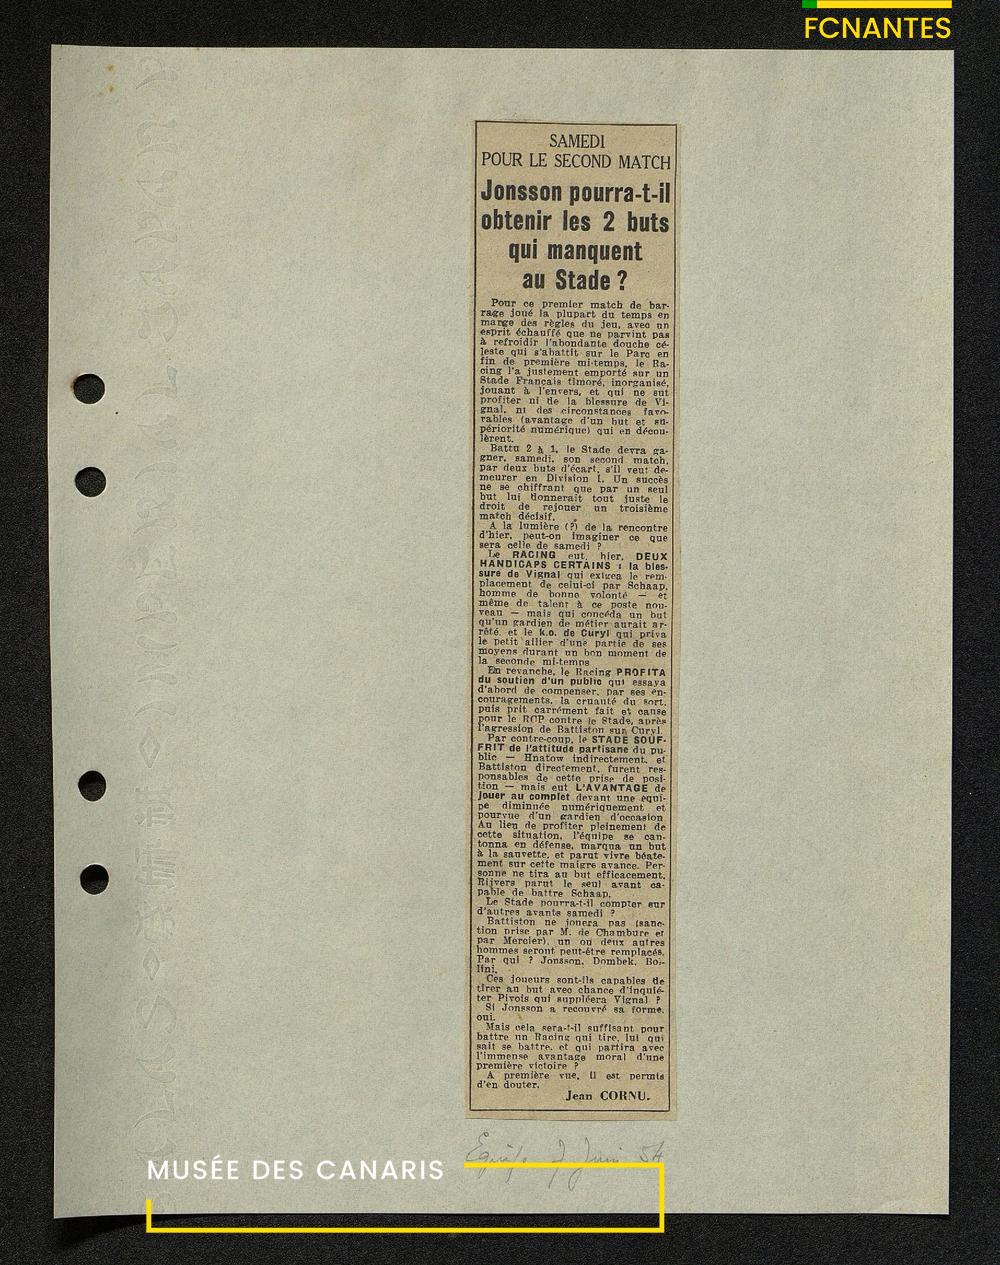 FCNANTES
SAMEDI
POUR LE SECOND MATCH
Jonsson pourra-t-il
obtenir les 2 buts
qui manquent
au Stade ?
Pour ce premier match de bar-
rage joué la plupart du temps en
marge des règles du jeu, avec un
esprit échauffé que ne parvint pas
à refroidir l'abondante douche cé-
leste qui s'abattit sur le Parc en
fin de première mi-temps, le Ra-
cing l'a justement emporté sur un
Stade Français timoré, inorganisé,
jouant à l'envers, et qui ne sut
profiter ni de la blessure de Vi-
gnal, ni des circonstances favo-
rables (avantage d'un but et su-
périorité numérique) qui en décou-
lèrent.
Battu 2 à 1, le Stade devra ga-
gner, samedi, son second match,
par deux buts d'écart, s'il veut de-
meurer en Division I. Un succès
ne se chiffrant que par un seul
but lui donnerait tout juste le
droit de rejouer un troisième
match décisif.
A la lumière (?) de la rencontre
d'hier, peut-on imaginer ce que
sera celle de samedi ?
Le RACING eut, hier, DEUX
HANDICAPS CERTAINS : la bles-
sure de Vignal qui exigea le rem-
placement de celui-ci par Schaap,
homme de bonne volonté — et
même de talent à ce poste nou-
veau — mais qui concéda un but
qu'un gardien de métier aurait ar-
rêté, et le k.o. de Curyl qui priva
le petit ailier d'une partie de ses
moyens durant un bon moment de
la seconde mi-temps
En revanche, le Racing PROFITA
du soutien d'un public qui essaya
d'abord de compenser, par ses en-
couragements, la cruauté du sort,
puis prit carrément fait et cause
pour le RCP contre le Stade, après
l'agression de Battiston sur Curyl.
Par contre-coup, le STADE SOUF-
FRIT de l'attitude partisane du pu-
blic — Hnatow indirectement, et
Battiston directement, furent res-
ponsables de cette prise de posi-
tion — mais eut L'AVANTAGE de
jouer au complet devant une équi-
pe diminuée numériquement et
pourvue d'un gardien d'occasion
Au lieu de profiter pleinement de
cette situation, l'équipe se can-
tonna en défense, marqua un but
à la sauvette, et parut vivre béate-
ment sur cette maigre avance. Per-
sonne ne tira au but efficacement.
Rijvers parut le seul avant ca-
pable de battre Schaap.
Le Stade pourra-t-il compter sur
d'autres avants samedi ?
Battiston ne jouera pas (sanc-
tion prise par M. de Chambure et
par Mercier), un ou deux autres
hommes seront peut-être remplacés.
Par qui ? Jonsson, Dombek, Bol-
lini.
Ces joueurs sont-ils capables de
tirer au but avec chance d'inquié-
ter Pivois qui suppléera Vignal ?
Si Jonsson a recouvré sa forme,
oui.
Mais cela sera-t-il suffisant pour
battre un Racing qui tire, lui qui
sait se battre, et qui partira avec
l'immense avantage moral d'une
première victoire ?
A première vue, il est permis
d'en douter.
Jean CORNU.
Equipe 7 Juin 54
MUSÉE DES CANARIS